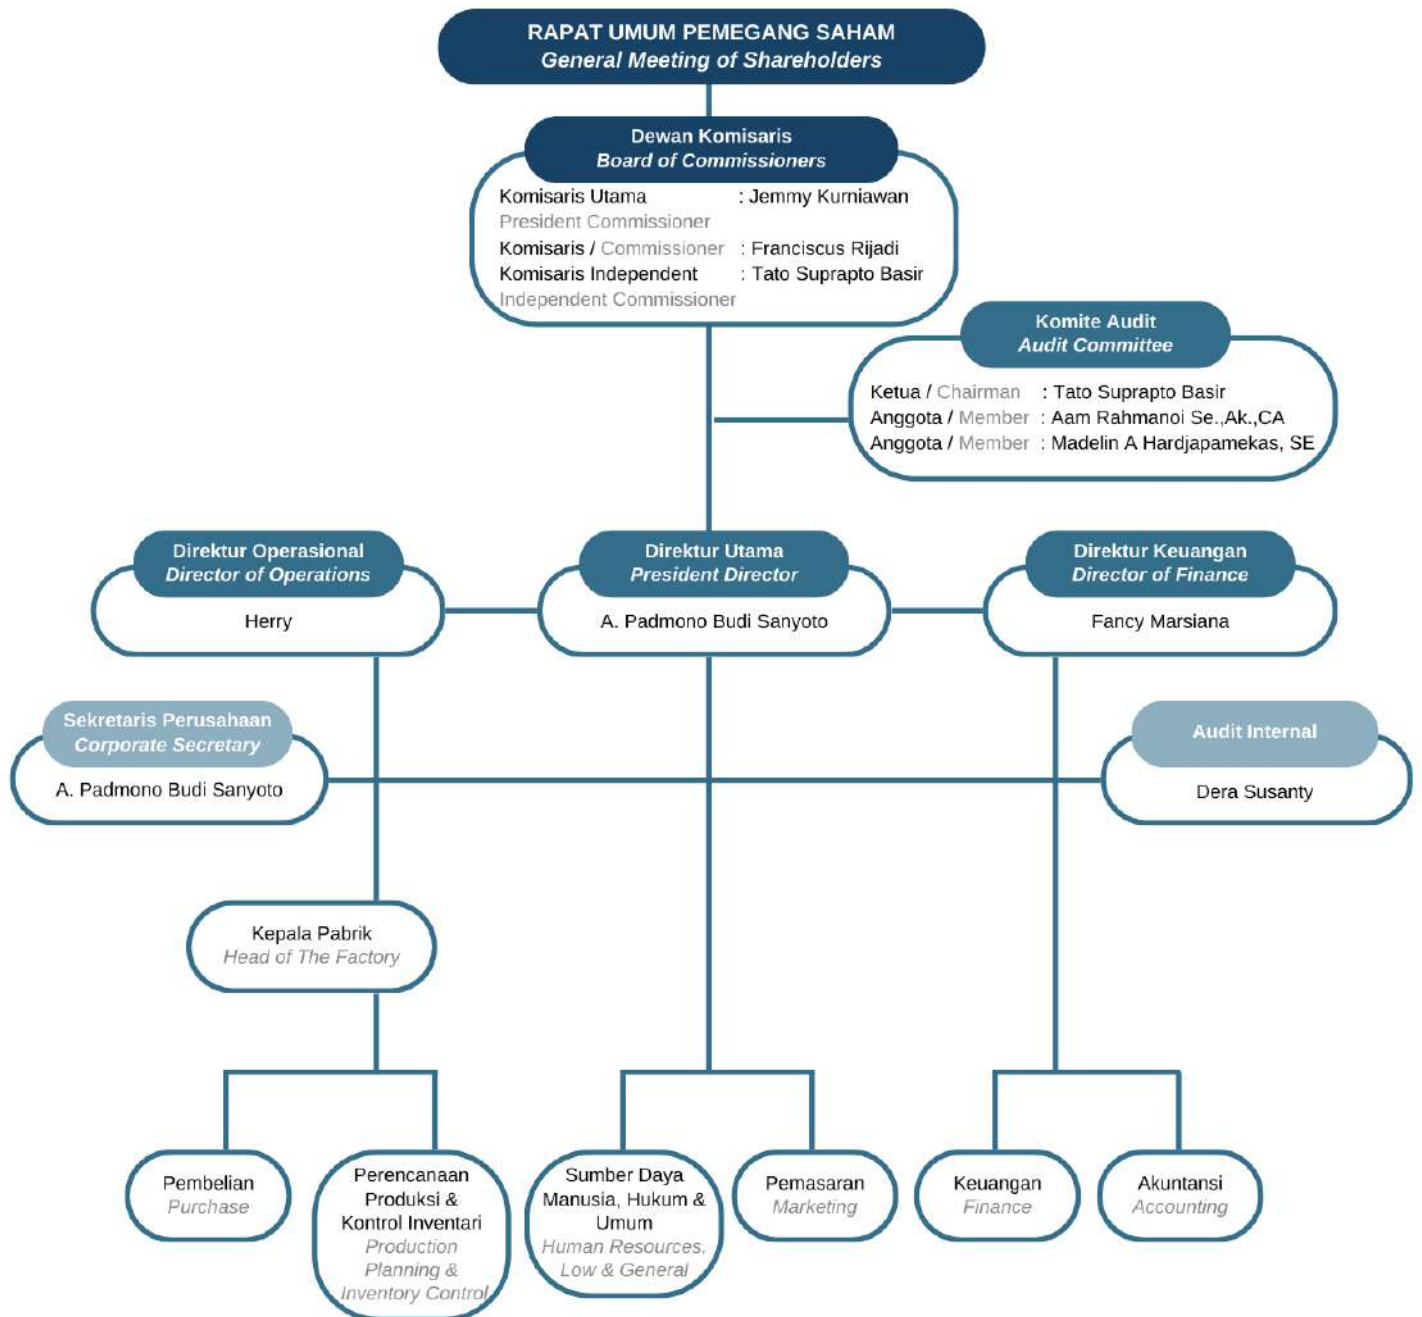 RAPAT UMUM PEMEGANG SAHAM
General Meeting of Shareholders
Dewan Komisaris
Board of Commissioners
Komisaris Utama : Jemmy Kurniawan
President Commissioner
Komisaris / Commissioner : Franciscus Rijadi
Komisaris Independent : Tato Suprapto Basir
Independent Commissioner
Komite Audit
Audit Committee
Ketua / Chairman : Tato Suprapto Basir
Anggota / Member : Aam Rahmanoi Se.,Ak.,CA
Anggota / Member : Madelin A Hardjapamekas, SE
Direktur Operasional
Director of Operations
Herry
Direktur Utama
President Director
A. Padmono Budi Sanyoto
Direktur Keuangan
Director of Finance
Fancy Marsiana
Sekretaris Perusahaan
Corporate Secretary
A. Padmono Budi Sanyoto
Audit Internal
Dera Susanty
Kepala Pabrik
Head of The Factory
Pembelian
Purchase
Perencanaan
Produksi &
Kontrol Inventari
Production
Planning &
Inventory Control
Sumber Daya
Manusia, Hukum &
Umum
Human Resources,
Low & General
Pemasaran
Marketing
Keuangan
Finance
Akuntansi
Accounting